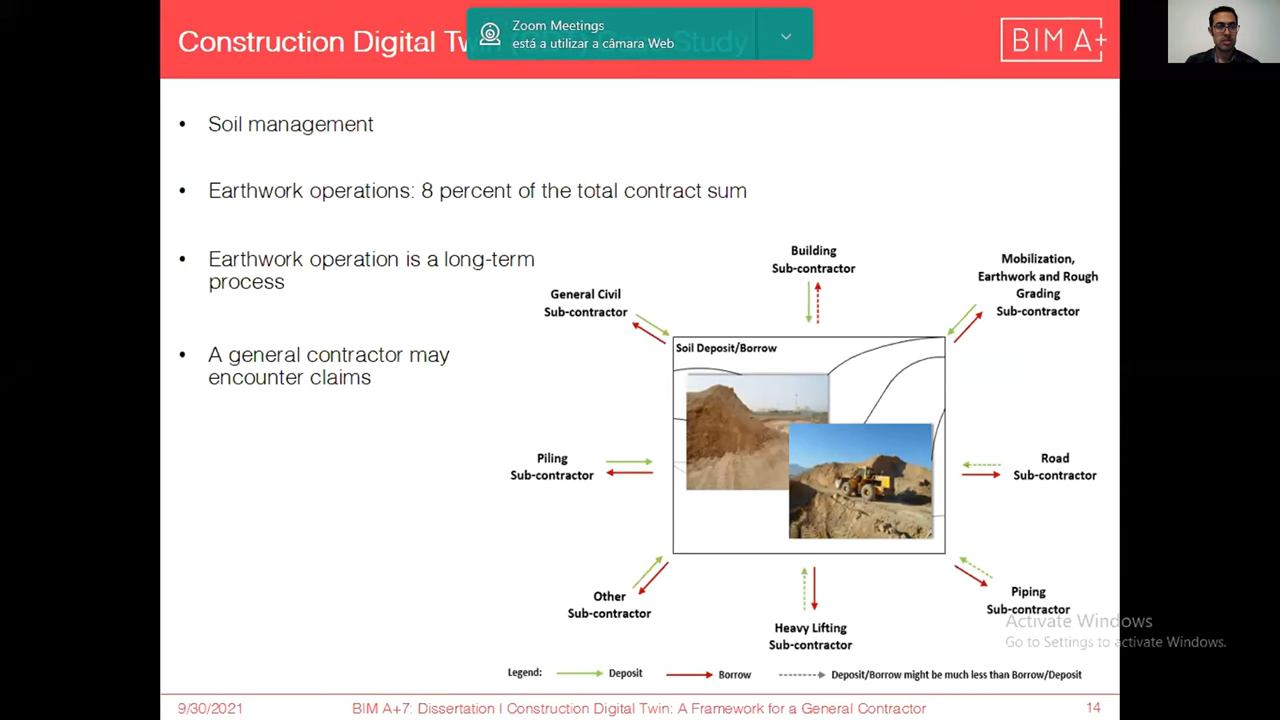 Construction Digital Tw
Study
Zoom Meetings
está a utilizar a câmara Web
BIM A+
• Soil management
• Earthwork operations: 8 percent of the total contract sum
• Earthwork operation is a long-term
process
• A general contractor may
encounter claims
Building
Sub-contractor
Mobilization,
Earthwork and Rough
Grading
Sub-contractor
General Civil
Sub-contractor
Soil Deposit/Borrow
Piling
Sub-contractor
Road
Sub-contractor
Other
Sub-contractor
Heavy Lifting
Sub-contractor
Piping
Sub-contractor
Activate Windows
Go to Settings to activate Windows.
Legend:
Deposit
Borrow
Deposit/Borrow might be much less than Borrow/Deposit
9/30/2021
BIM A+7: Dissertation | Construction Digital Twin: A Framework for a General Contractor
14